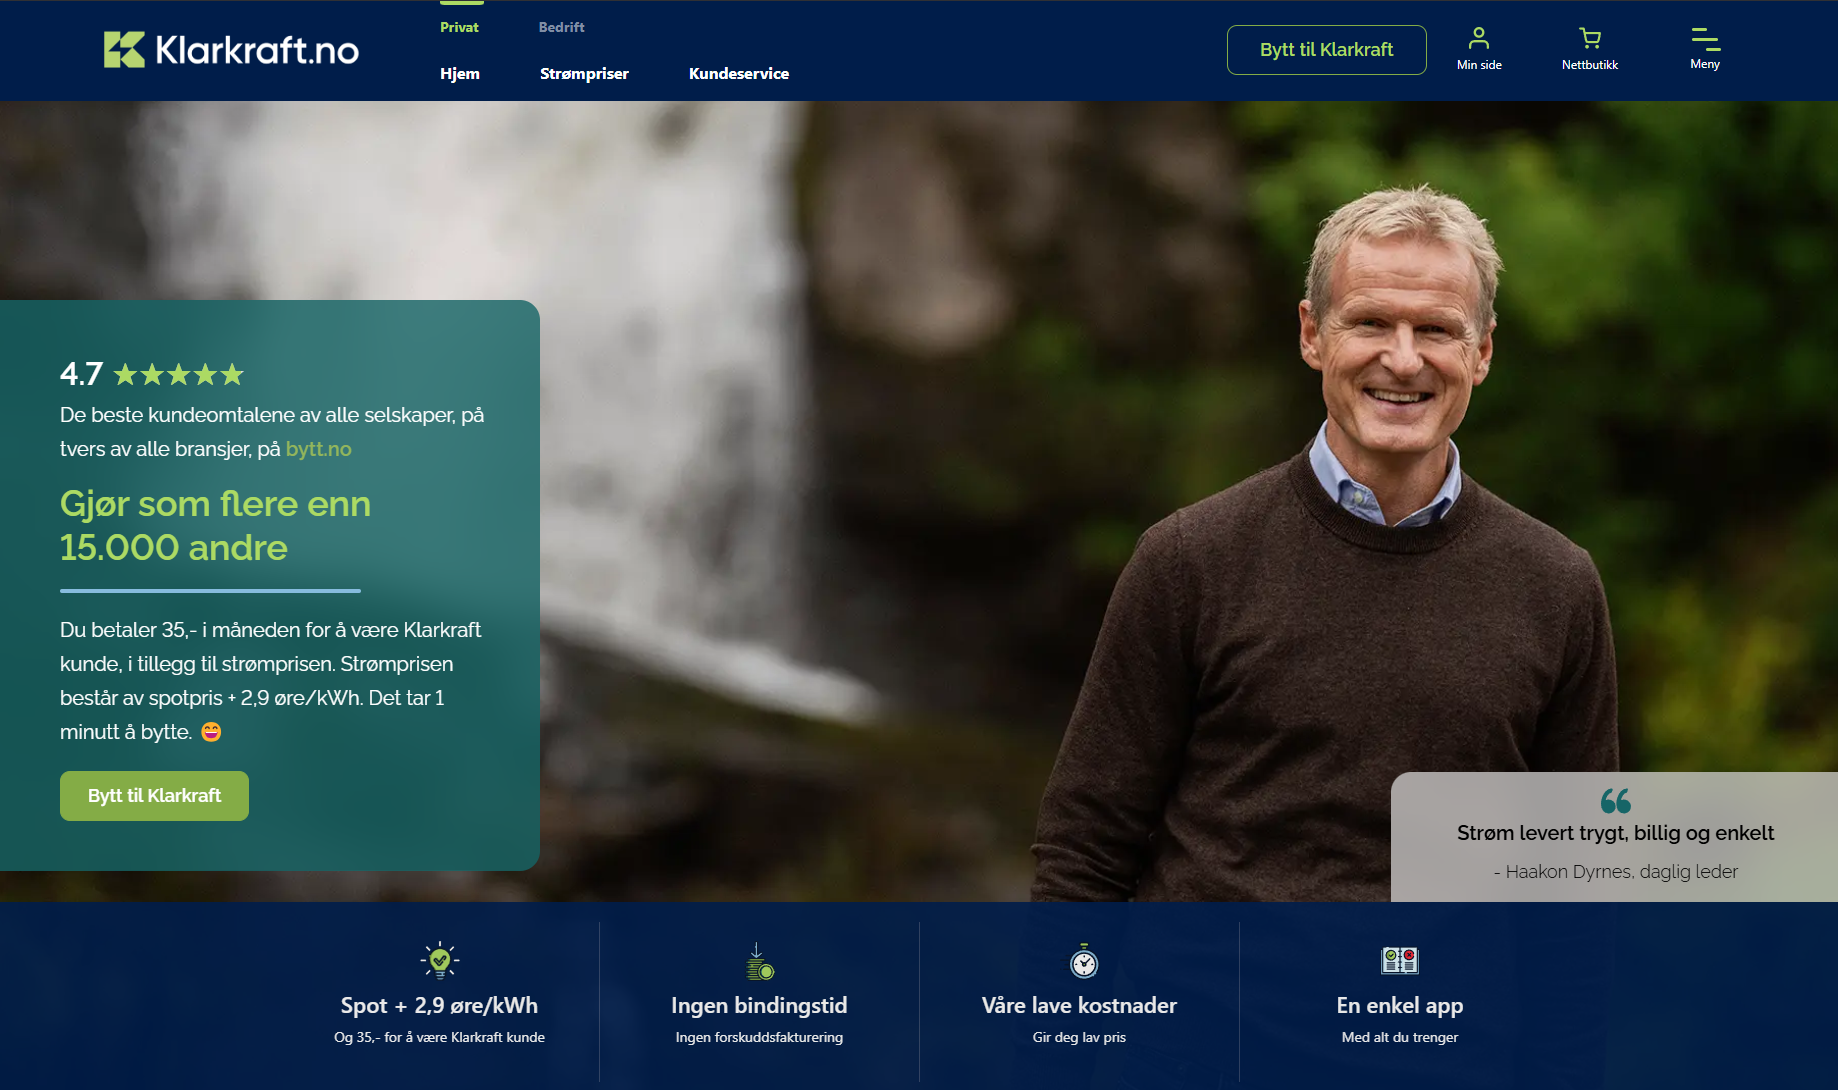 Klarkraft.no
Privat
Bedrift
Hjem
Strømpriser
Kundeservice
Bytt til Klarkraft
Min side
Nettbutikk
Meny
4.7
De beste kundeomtalene av alle selskaper, på
tvers av alle bransjer, på bytt.no
Gjør som flere enn
15.000 andre
Du betaler 35,- i måneden for å være Klarkraft
kunde, i tillegg til strømprisen. Strømprisen
består av spotpris + 2,9 øre/kWh. Det tar 1
minutt å bytte. 😄
Bytt til Klarkraft
Strøm levert trygt, billig og enkelt
- Haakon Dyrnes, daglig leder
Spot + 2,9 øre/kWh
Og 35,- for å være Klarkraft kunde
Ingen bindingstid
Ingen forskuddsfakturering
Våre lave kostnader
Gir deg lav pris
En enkel app
Med alt du trenger